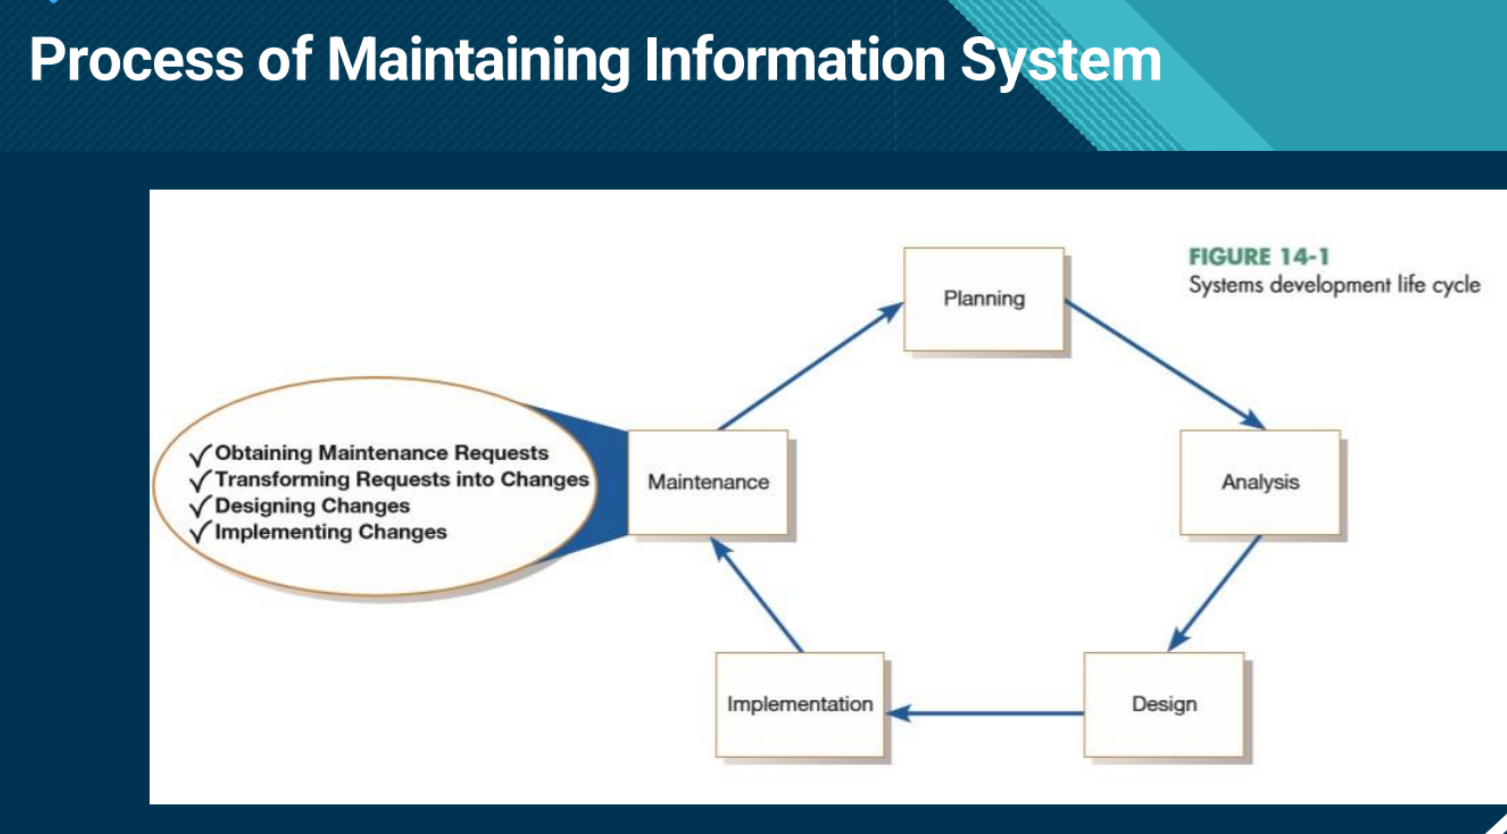 Process of Maintaining Information System
FIGURE 14-1
Systems development life cycle
Planning
✓Obtaining Maintenance Requests
✓Transforming Requests into Changes
✓Designing Changes
✓Implementing Changes
Maintenance
Analysis
Implementation
Design